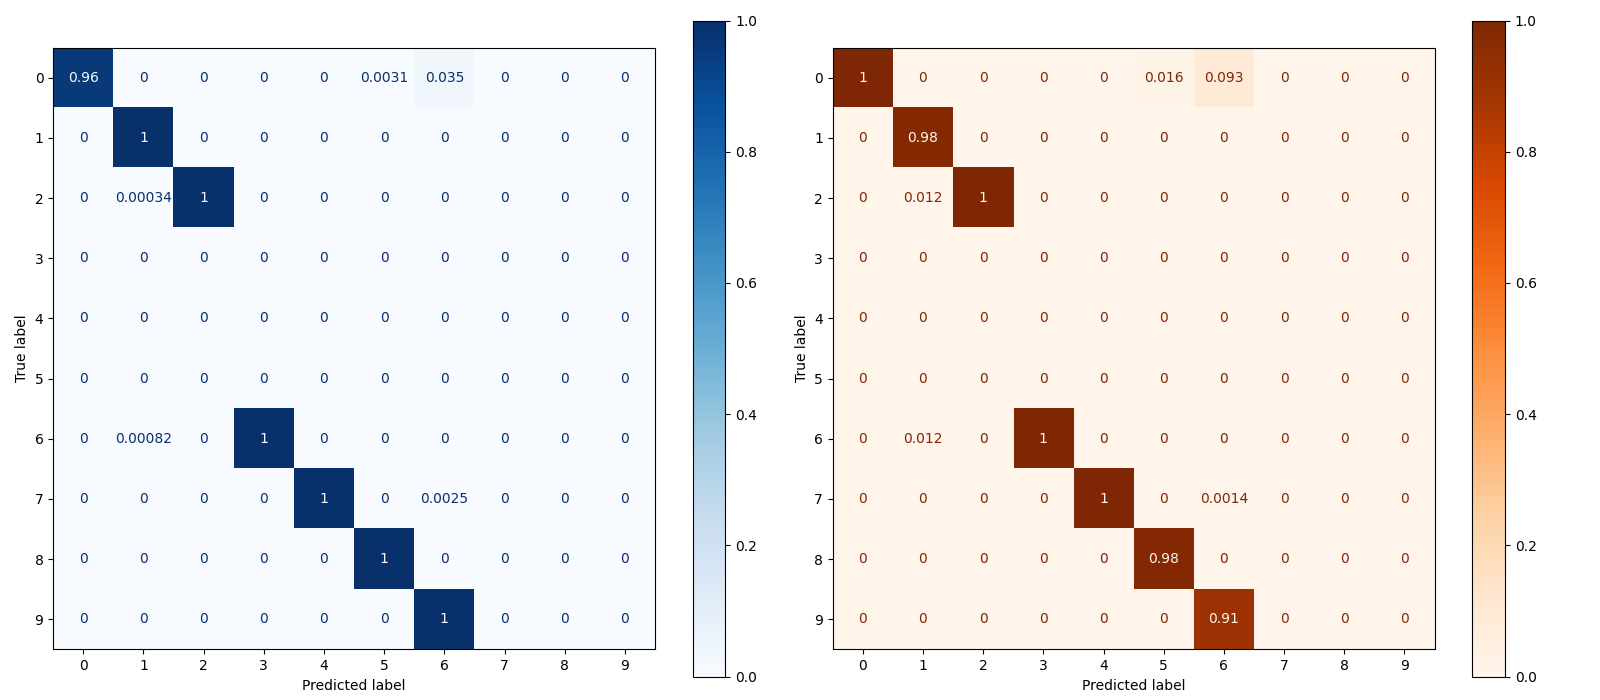 0 0.96 0 0 0 0 0.0031 0.035 0 0 0
1 0 1 0 0 0 0 0 0 0 0
2 0 0.00034 1 0 0 0 0 0 0 0
3 0 0 0 0 0 0 0 0 0 0
4 0 0 0 0 0 0 0 0 0 0
5 0 0 0 0 0 0 0 0 0 0
6 0 0.00082 0 1 0 0 0 0 0 0
7 0 0 0 0 1 0 0.0025 0 0 0
8 0 0 0 0 0 1 0 0 0 0
9 0 0 0 0 0 0 1 0 0 0
0 1 2 3 4 5 6 7 8 9
True label
Predicted label
1.0
0.8
0.6
0.4
0.2
0.0
0 1 0 0 0 0 0.016 0.093 0 0 0
1 0 0.98 0 0 0 0 0 0 0 0
2 0 0.012 1 0 0 0 0 0 0 0
3 0 0 0 0 0 0 0 0 0 0
4 0 0 0 0 0 0 0 0 0 0
5 0 0 0 0 0 0 0 0 0 0
6 0 0.012 0 1 0 0 0 0 0 0
7 0 0 0 0 1 0 0.0014 0 0 0
8 0 0 0 0 0 0.98 0 0 0 0
9 0 0 0 0 0 0 0.91 0 0 0
0 1 2 3 4 5 6 7 8 9
True label
Predicted label
1.0
0.8
0.6
0.4
0.2
0.0